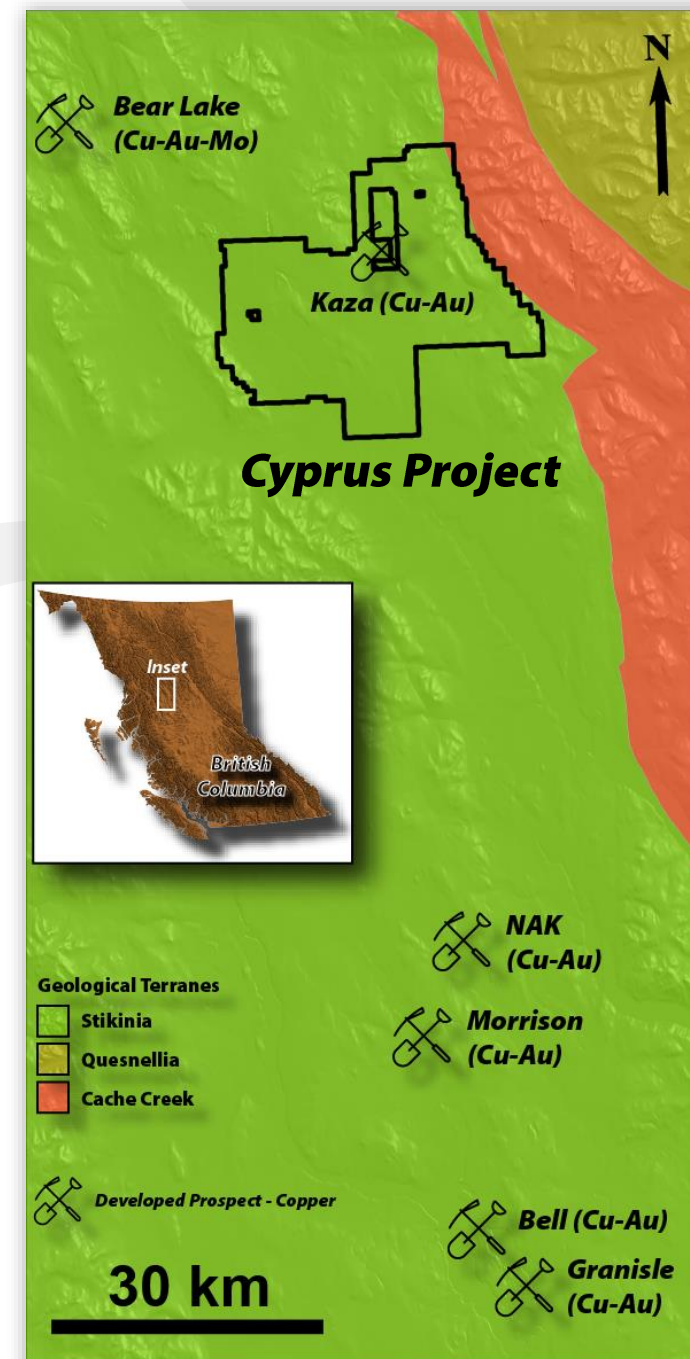 N
Bear Lake
(Cu-Au-Mo)
Kaza (Cu-Au)
Cyprus Project
Inset
British
Columbia
NAK
(Cu-Au)
Morrison
(Cu-Au)
Geological Terranes
Stikinia
Quesnellia
Cache Creek
Developed Prospect - Copper
Bell (Cu-Au)
Granisle
(Cu-Au)
30 km